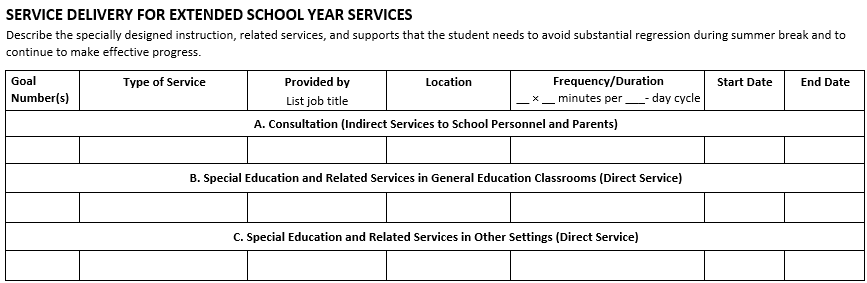 SERVICE DELIVERY FOR EXTENDED SCHOOL YEAR SERVICES
Describe the specially designed instruction, related services, and supports that the student needs to avoid substantial regression during summer break and to
continue to make effective progress.
Goal
Number(s)
Type of Service
Provided by
List job title
Location
Frequency/Duration
__ × __ minutes per ___- day cycle
Start Date
End Date
A. Consultation (Indirect Services to School Personnel and Parents)
B. Special Education and Related Services in General Education Classrooms (Direct Service)
C. Special Education and Related Services in Other Settings (Direct Service)